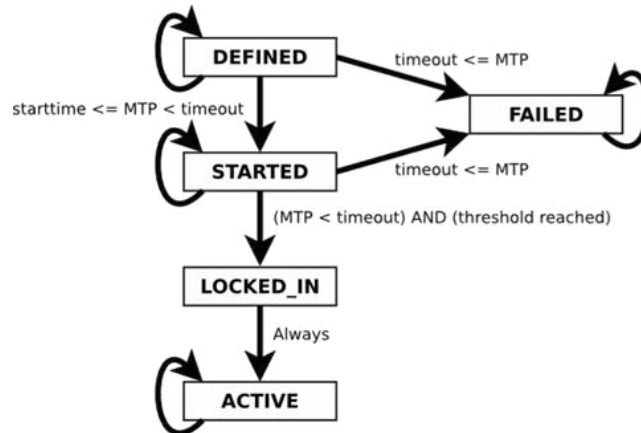 DEFINED
timeout <= MTP
FAILED
starttime <= MTP < timeout
STARTED
timeout <= MTP
(MTP < timeout) AND (threshold reached)
LOCKED_IN
Always
ACTIVE